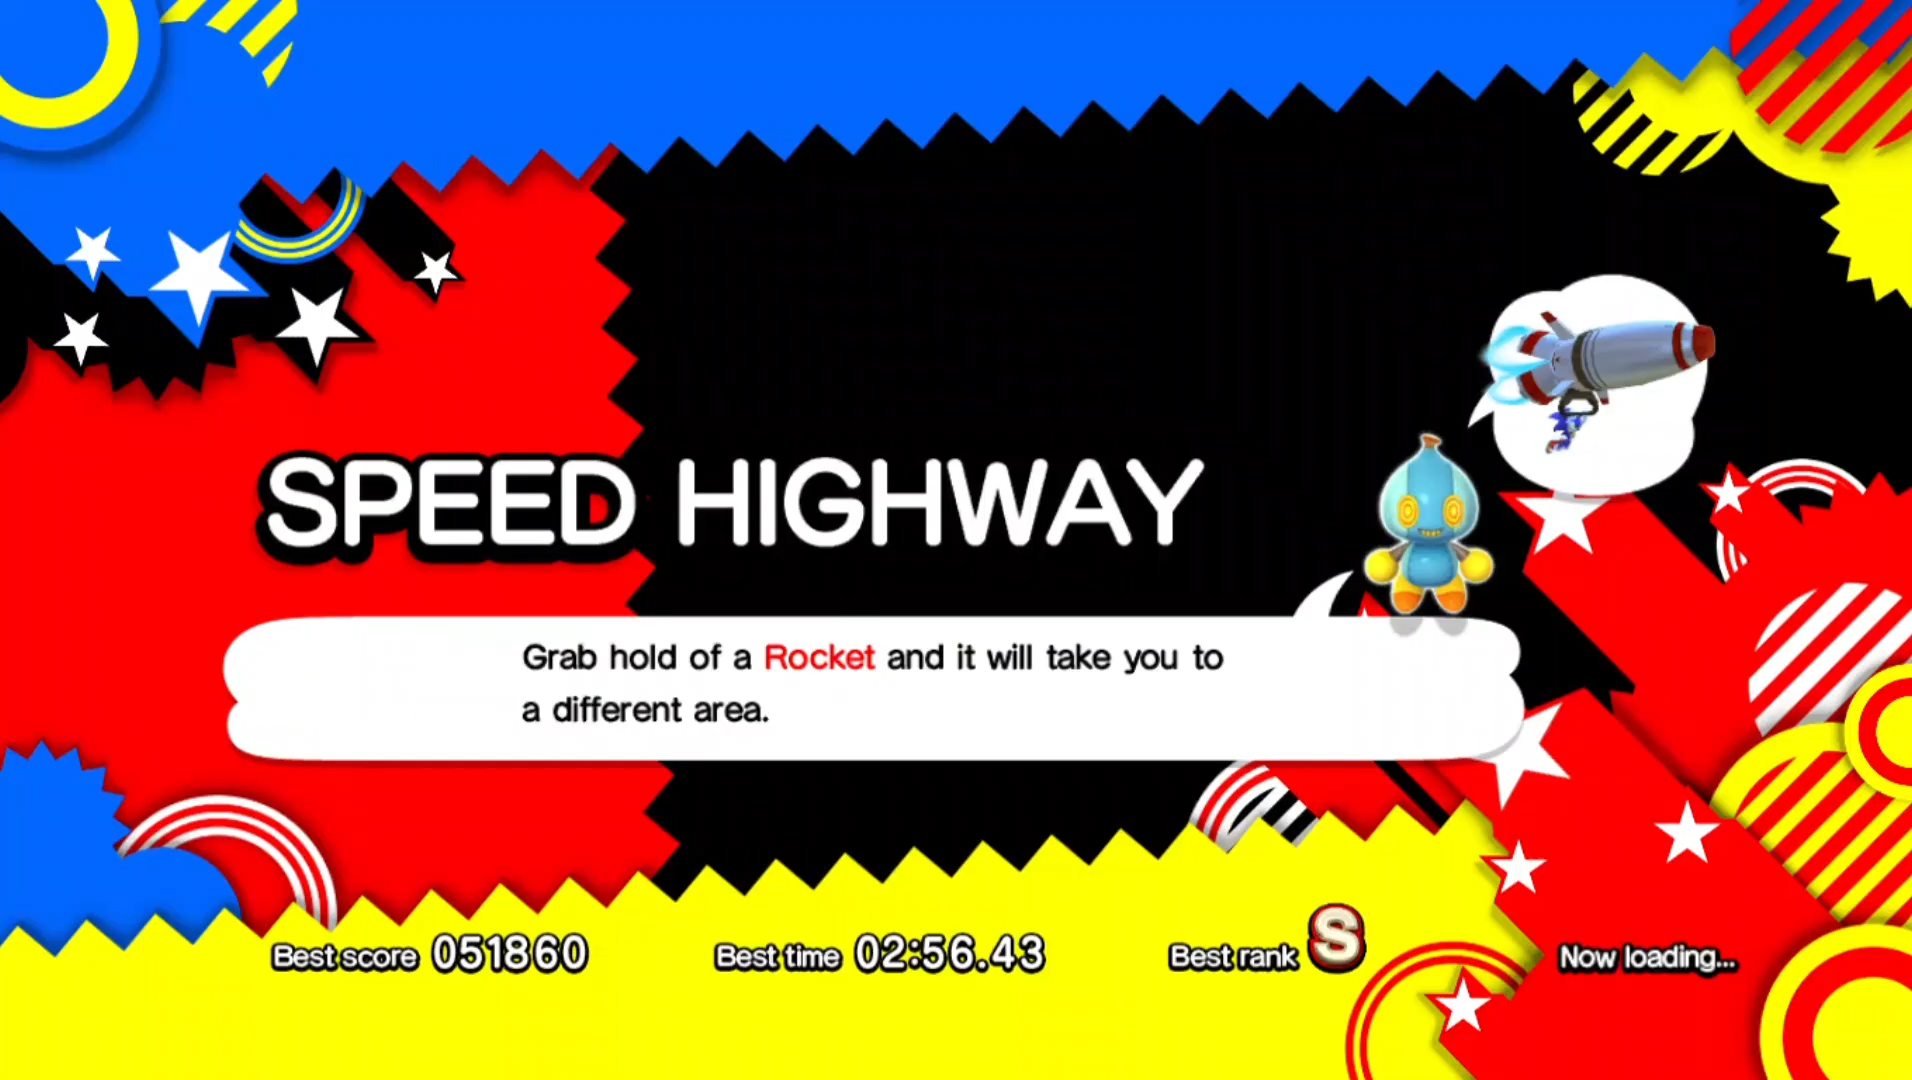 SPEED HIGHWAY
Grab hold of a Rocket and it will take you to
a different area.
Best score 051860 Best time 02:56.43 Best rank S Now loading...